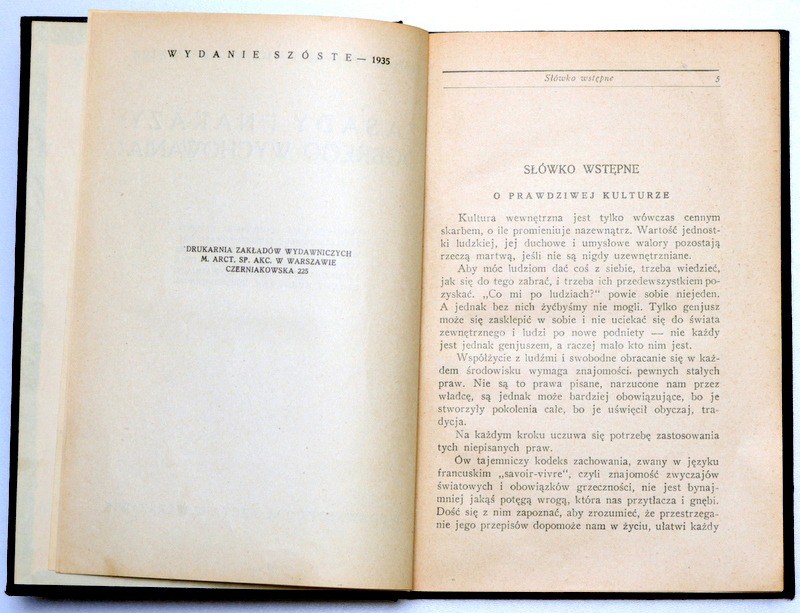 WYDANIE SZÓSTE — 1935
DRUKARNIA ZAKŁADÓW WYDAWNICZYCH
M. ARCT, SP. AKC. W WARSZAWIE
CZERNIAKOWSKA 225
Słówko wstępne 5
SŁÓWKO WSTĘPNE
O PRAWDZIWEJ KULTURZE
Kultura wewnętrzna jest tylko wówczas cennym
skarbem, o ile promieniuje nazewnątrz. Wartość jednost-
ki ludzkiej, jej duchowe i umysłowe walory pozostają
rzeczą martwą, jeśli nie są nigdy uzewnętrzniane.
Aby móc ludziom dać coś z siebie, trzeba wiedzieć,
jak się do tego zabrać, i trzeba ich przedewszystkiem po-
zyskać. „Co mi po ludziach?" powie sobie niejeden.
A jednak bez nich żyćbyśmy nie mogli. Tylko genjusz
może się zasklepić w sobie i nie uciekać się do świata
zewnętrznego i ludzi po nowe podniety — nie każdy
jest jednak genjuszem, a raczej mało kto nim jest.
Współżycie z ludźmi i swobodne obracanie się w każ-
dem środowisku wymaga znajomości pewnych stałych
praw. Nie są to prawa pisane, narzucone nam przez
władcę, są jednak może bardziej obowiązujące, bo je
stworzyły pokolenia całe, bo je uświęcił obyczaj, tra-
dycja.
Na każdym kroku uczuwa się potrzebę zastosowania
tych niepisanych praw.
Ów tajemniczy kodeks zachowania, zwany w języku
francuskim „savoir-vivre", czyli znajomość zwyczajów
światowych i obowiązków grzeczności, nie jest bynaj-
mniej jakąś potęgą wrogą, która nas przytłacza i gnębi.
Dość się z nim zapoznać, aby zrozumieć, że przestrzega-
nie jego przepisów dopomoże nam w życiu, ułatwi każdy